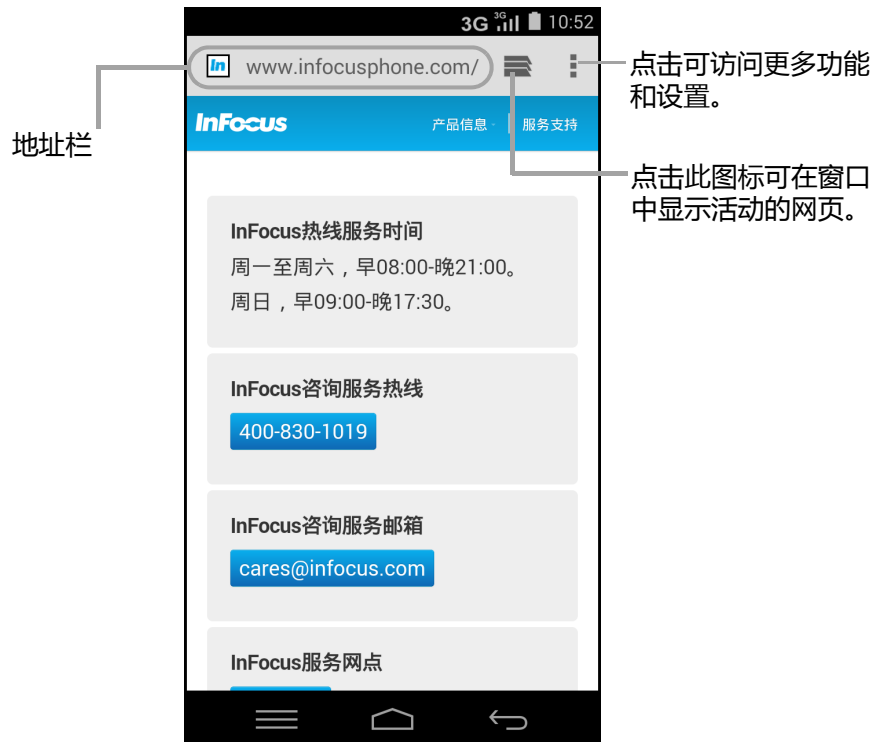 3G 3G 10:52
In www.infocusphone.com/
点击可访问更多功能
和设置。
地址栏
InFocus 产品信息 服务支持
点击此图标可在窗口
中显示活动的网页。
InFocus热线服务时间
周一至周六，早08:00-晚21:00。
周日，早09:00-晚17:30。
InFocus咨询服务热线
400-830-1019
InFocus咨询服务邮箱
cares@infocus.com
InFocus服务网点